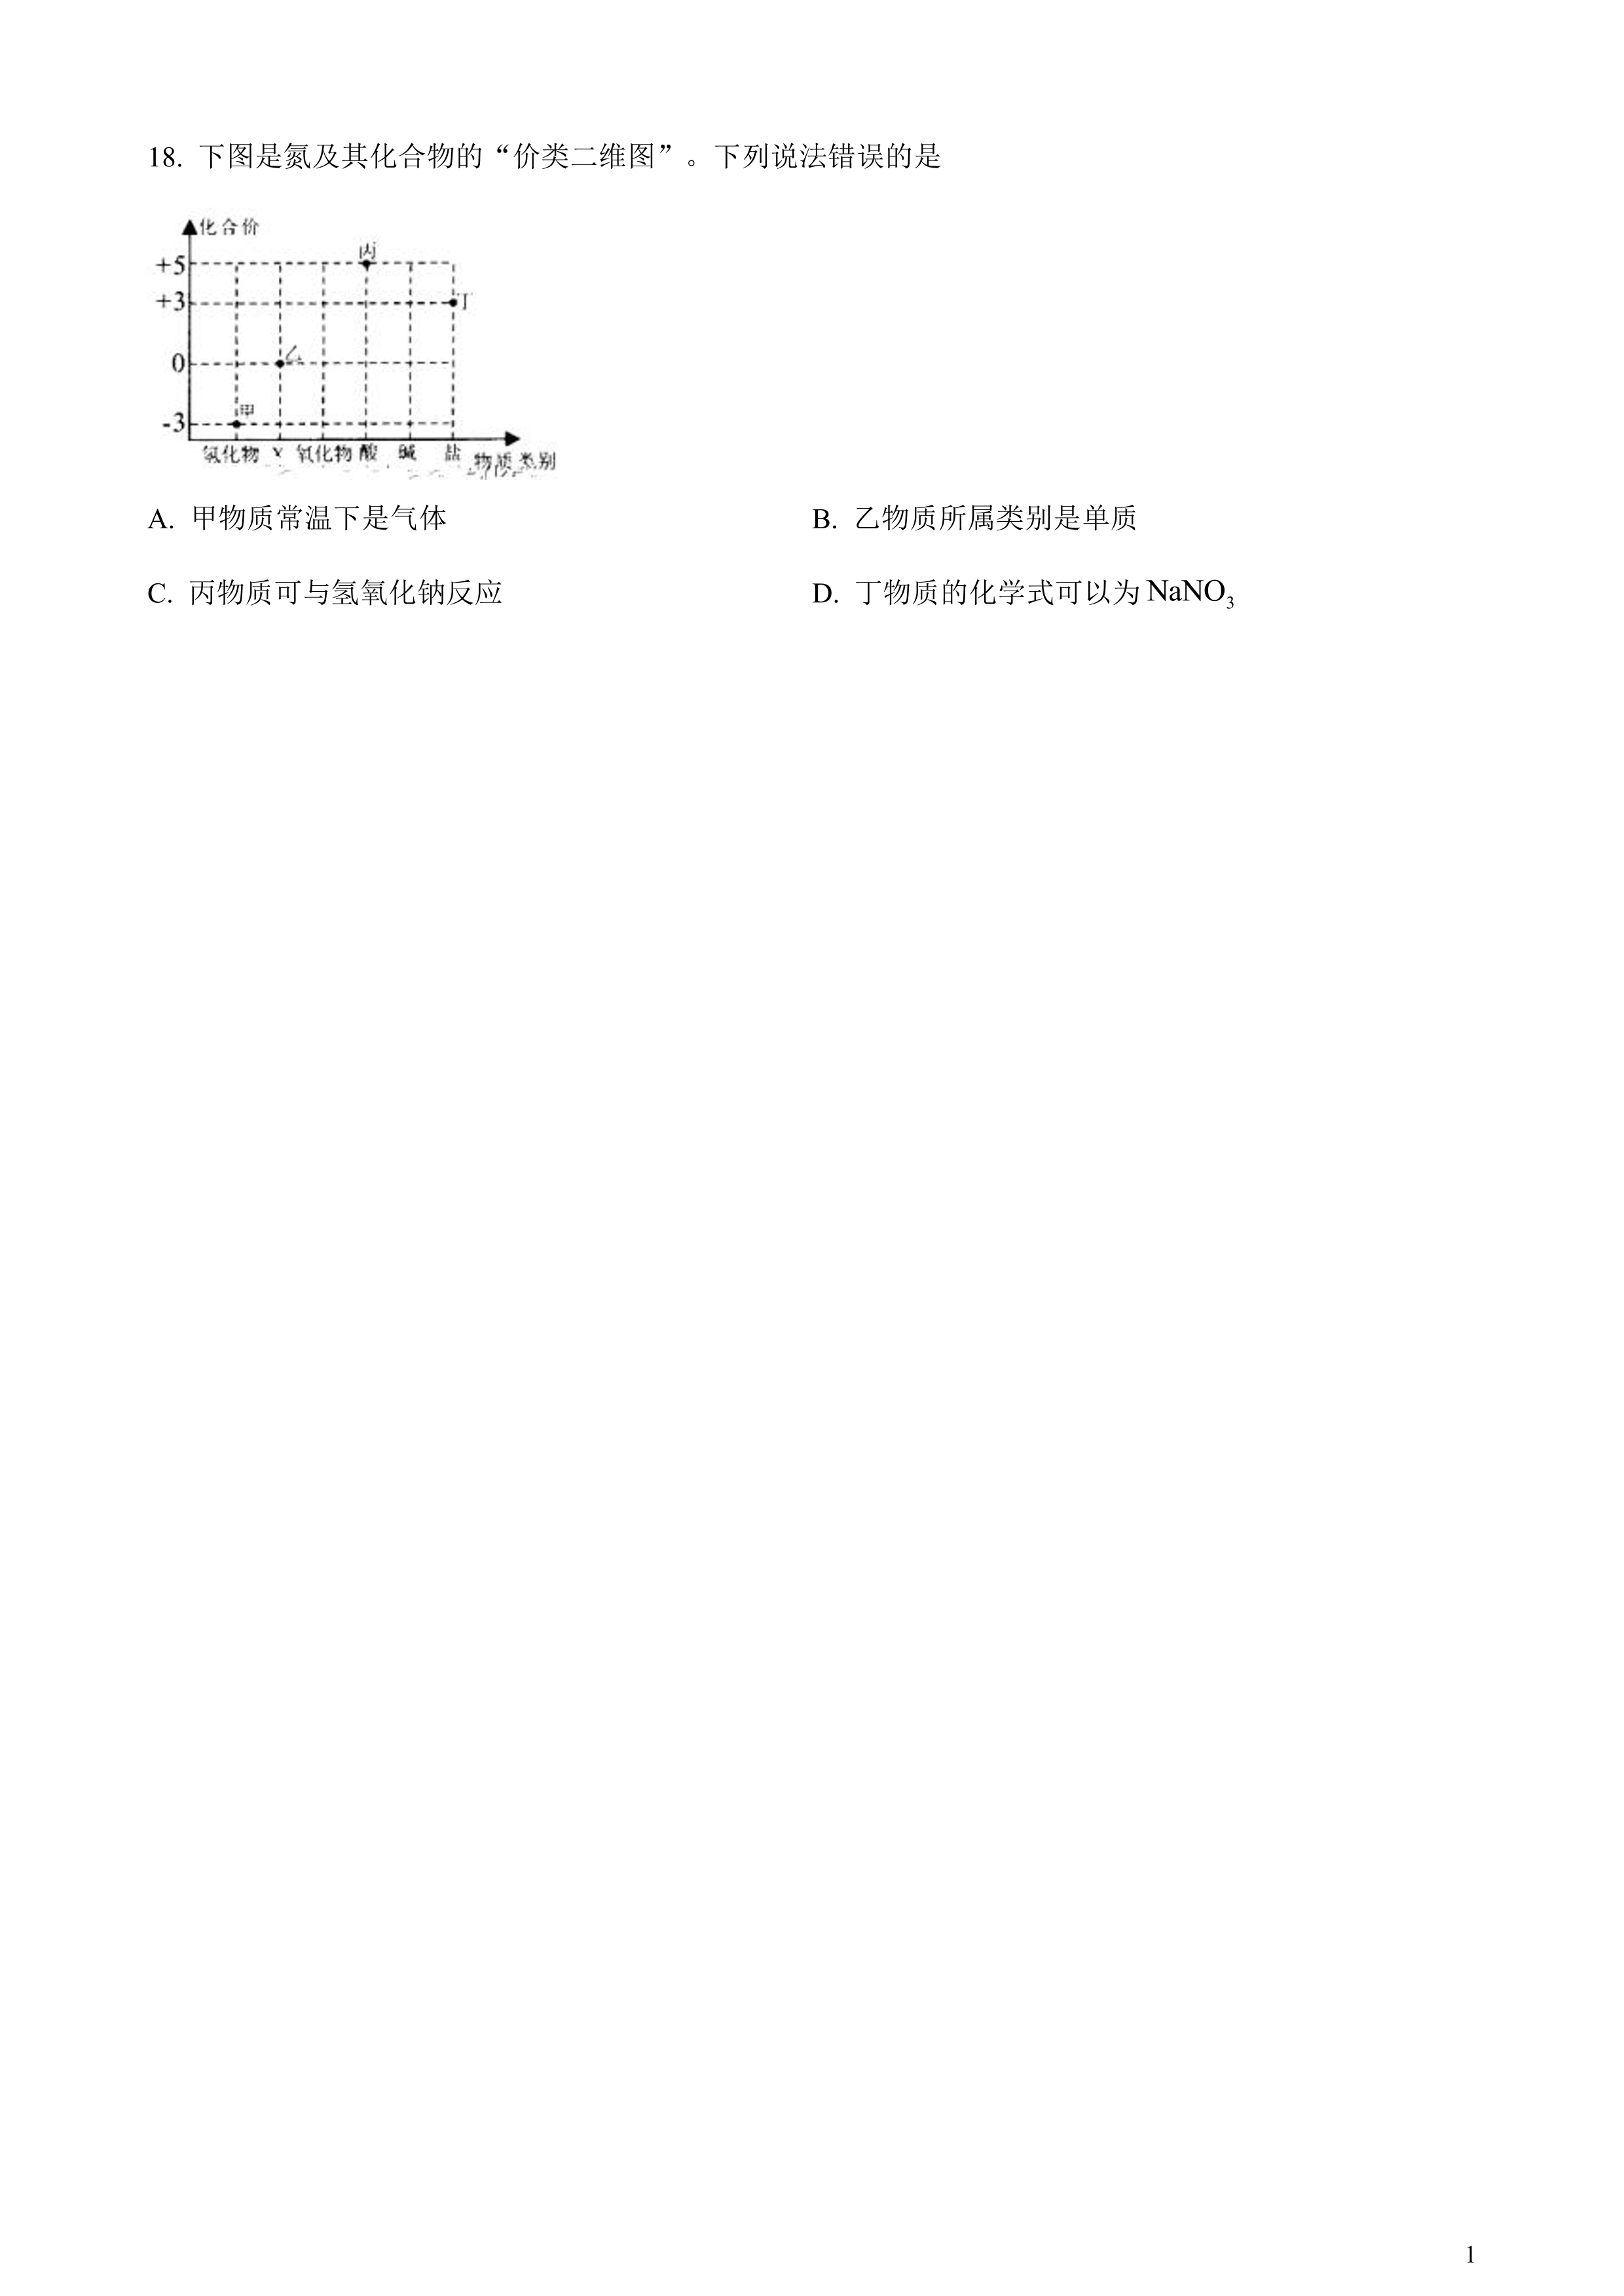 18. 下图是氮及其化合物的“价类二维图”。下列说法错误的是
化合价
丙
+5
+3
丁
乙
0
甲
-3
氢化物 X 氧化物 酸 碱 盐 物质类别
A. 甲物质常温下是气体 B. 乙物质所属类别是单质
C. 丙物质可与氢氧化钠反应 D. 丁物质的化学式可以为 NaNO₃
1